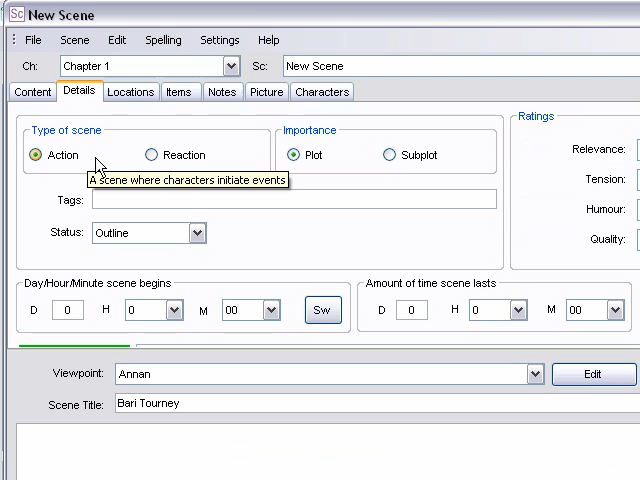 Sc New Scene
File Scene Edit Spelling Settings Help
Ch: Chapter 1 Sc: New Scene
Content Details Locations Items Notes Picture Characters
Type of scene Importance Ratings
Action Reaction Plot Subplot Relevance:
A scene where characters initiate events Tension:
Tags: Humour:
Status: Outline Quality:
Day/Hour/Minute scene begins Amount of time scene lasts
D 0 H 0 M 00 Sw D 0 H 0 M 00
Viewpoint: Annan Edit
Scene Title: Bari Tourney